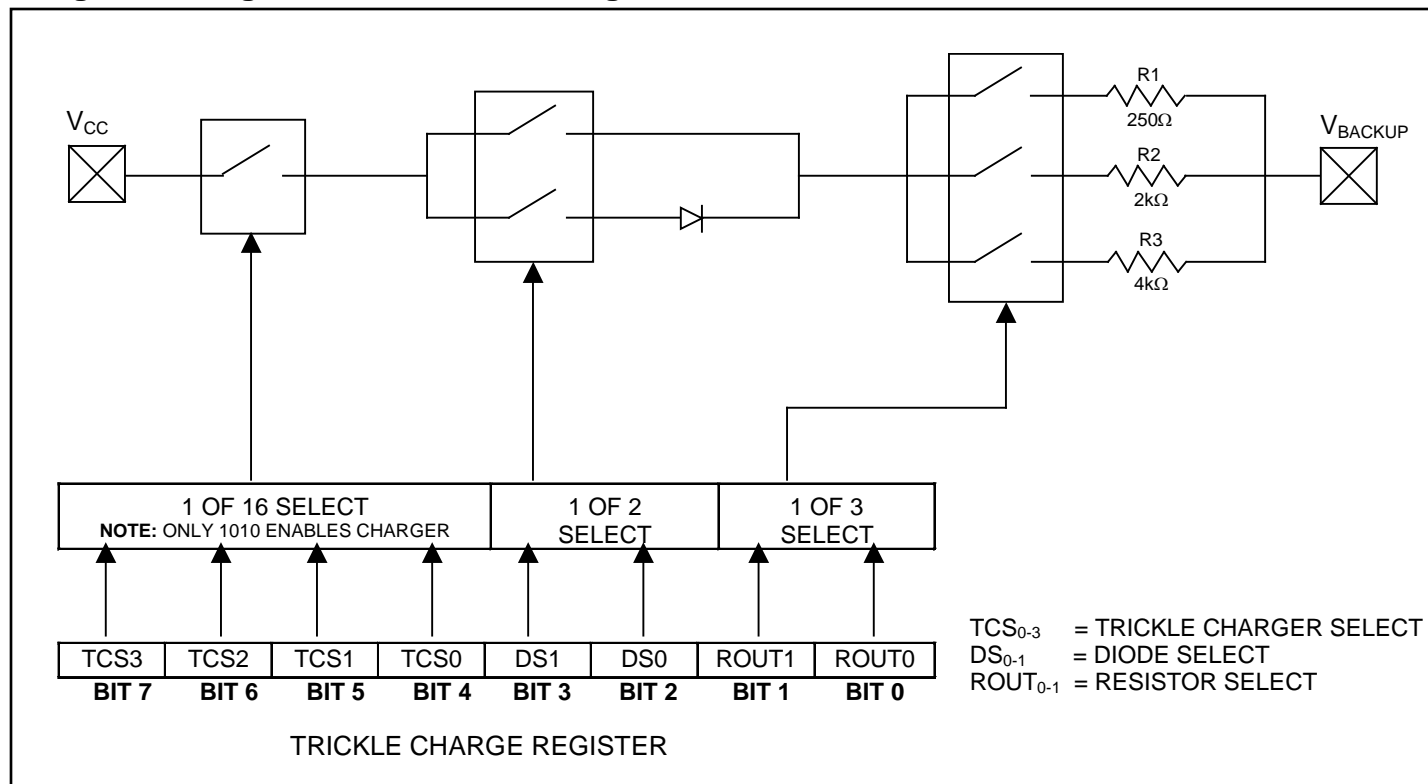 V_CC
R1
250Ω
V_BACKUP
R2
2kΩ
R3
4kΩ
1 OF 16 SELECT
NOTE: ONLY 1010 ENABLES CHARGER
1 OF 2
SELECT
1 OF 3
SELECT
TCS3 TCS2 TCS1 TCS0 DS1 DS0 ROUT1 ROUT0
BIT 7 BIT 6 BIT 5 BIT 4 BIT 3 BIT 2 BIT 1 BIT 0
TCS0-3 = TRICKLE CHARGER SELECT
DS0-1 = DIODE SELECT
ROUT0-1 = RESISTOR SELECT
TRICKLE CHARGE REGISTER